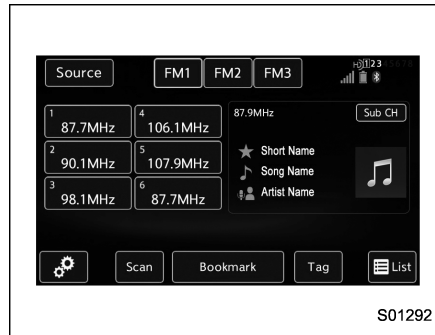 Source FM1 FM2 FM3 12345678
1 87.7MHz 4 106.1MHz 87.9MHz Sub CH
2 90.1MHz 5 107.9MHz Short Name
3 98.1MHz 6 87.7MHz Song Name
Artist Name
Scan Bookmark Tag List
S01292